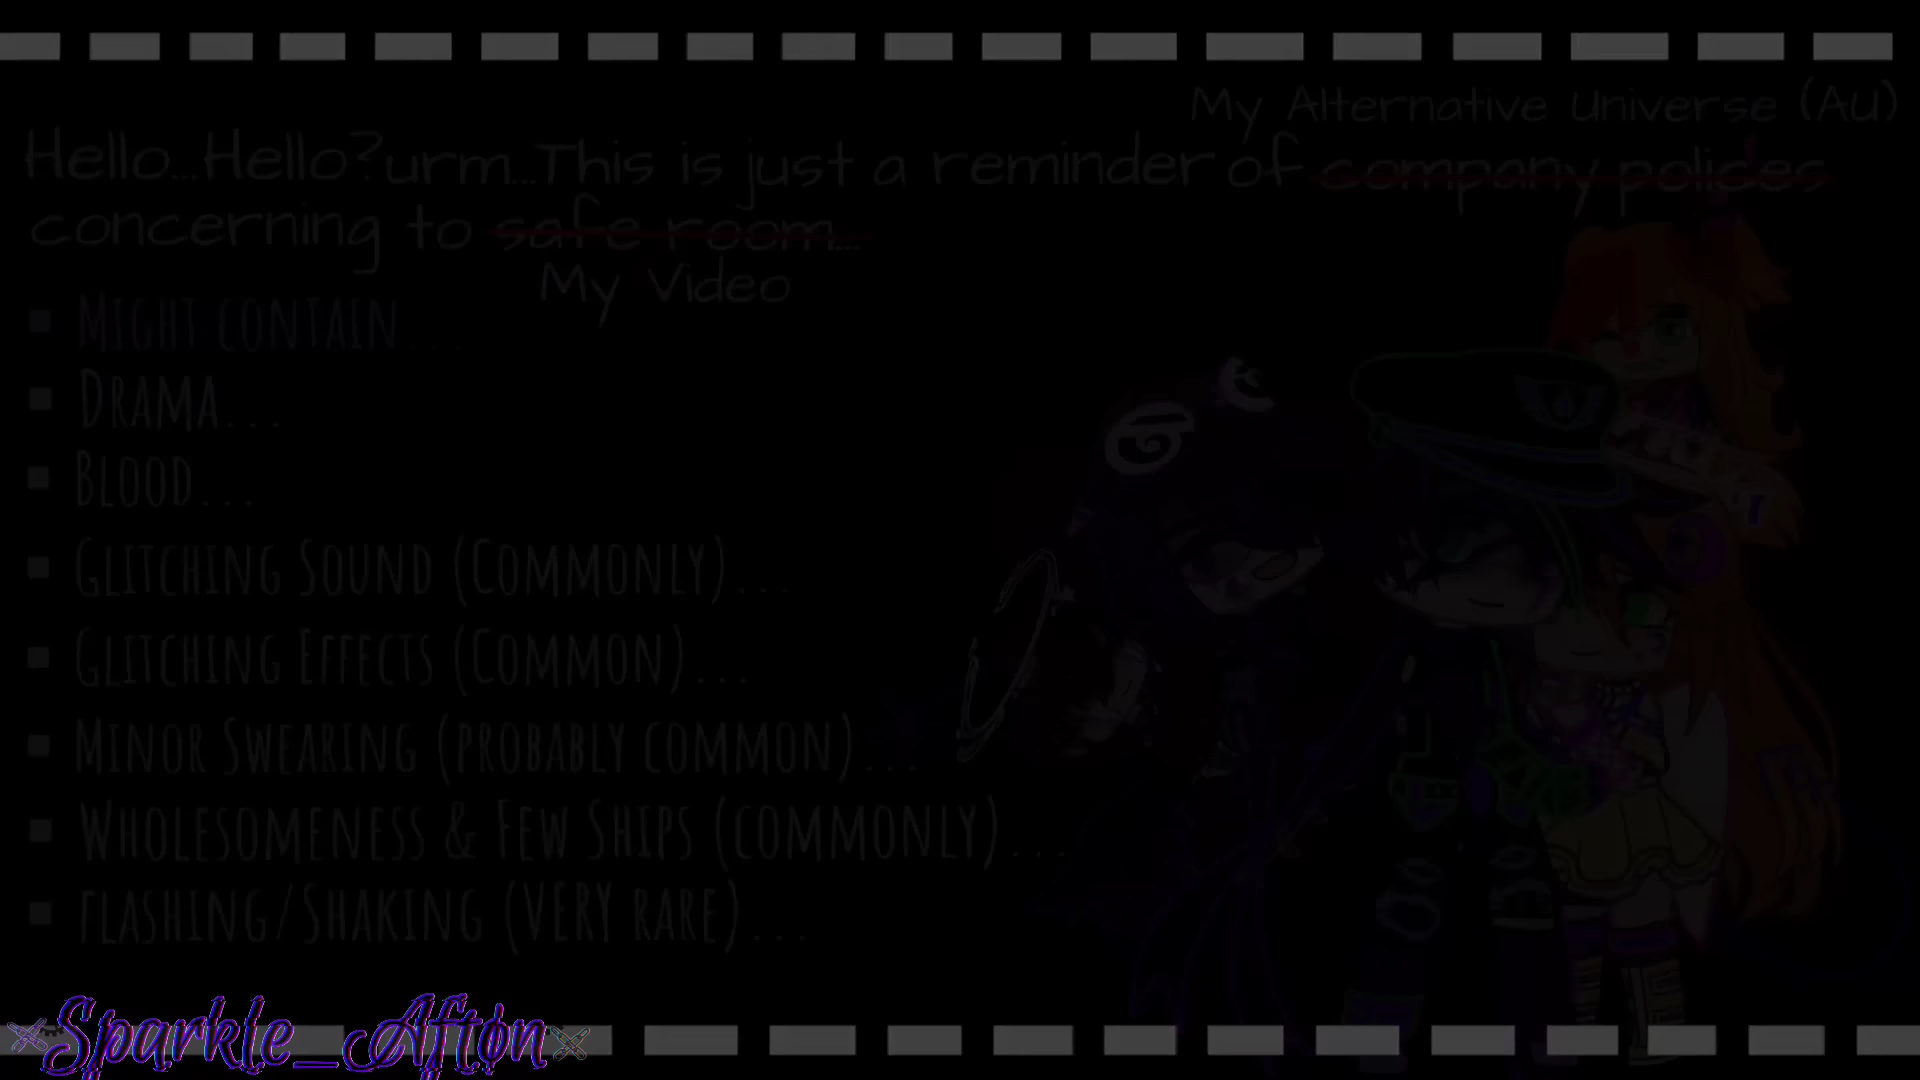 My Alternative Universe (AU)
Hello...Hello?urm...This is just a reminder of company policies
concerning to safe room...
My Video
Might contain...
Drama...
Blood...
Glitching Sound (Commonly)...
Glitching Effects (Common)...
Minor Swearing (probably common)...
Wholesomeness & Few Ships (commonly)...
flashing/Shaking (VERY rare)...
Sparkle_Afton